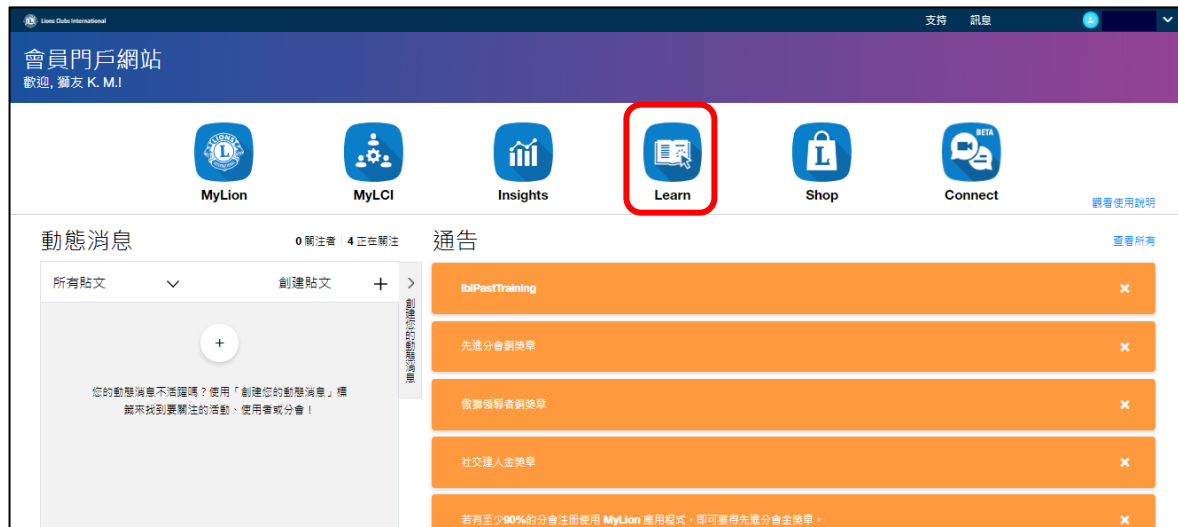 Lions Clubs International
支持 訊息
會員門戶網站
歡迎, 獅友 K. M.!
BETA
MyLion MyLCI Insights Learn Shop Connect
觀看使用說明
動態消息 0 關注者 4 正在關注
通告 查看所有
所有貼文 創建貼文
創建您的動態消息
您的動態消息不活躍嗎？使用「創建您的動態消息」標
籤來找到要關注的活動、使用者或分會！
lblPastTraining
先進分會銅獎章
傲獅領導者銅獎章
社交達人金獎章
若有至少90%的分會注冊使用 MyLion 應用程式，即可獲得先進分會金獎章。